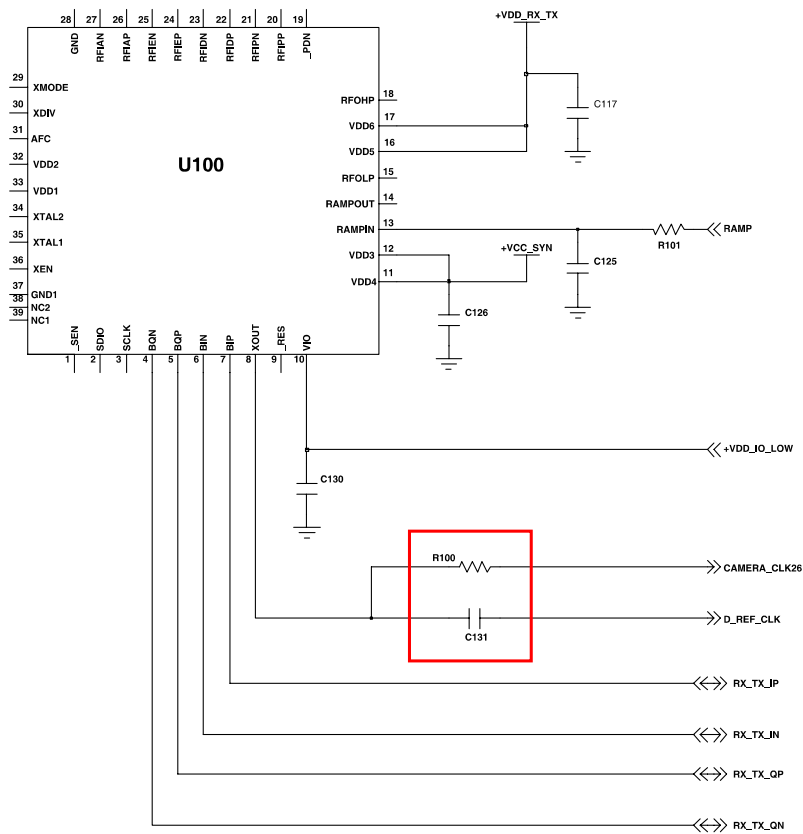 28 27 26 25 24 23 22 21 20 19
GND RFIAN RFIAP RFIEN RFIEP RFIDN RFIDP RFIPN RFIPP _PDN
+VDD_RX_TX
29 XMODE
30 XDIV
31 AFC
32 VDD2
33 VDD1
34 XTAL2
35 XTAL1
36 XEN
37 GND1
38 NC2
39 NC1
U100
RFOHP 18
VDD6 17
VDD5 16
RFOLP 15
RAMPOUT 14
RAMPIN 13
VDD3 12
VDD4 11
C117
R101
RAMP
+VCC_SYN
C125
C126
_SEN SDIO SCLK BQN BQP BIN BIP XOUT _RES VIO
1 2 3 4 5 6 7 8 9 10
+VDD_IO_LOW
C130
R100
CAMERA_CLK26
C131
D_REF_CLK
RX_TX_IP
RX_TX_IN
RX_TX_QP
RX_TX_QN